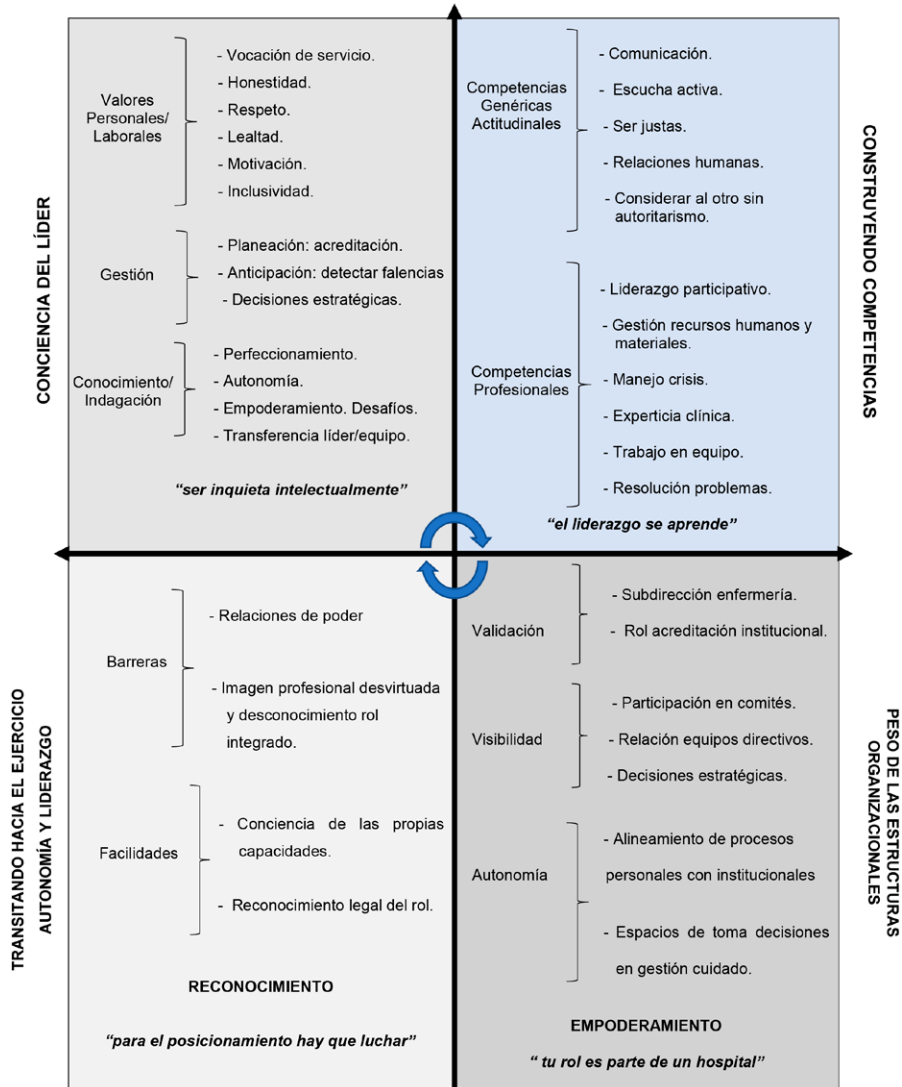 CONCIENCIA DEL LÍDER
Valores
Personales/
Laborales
- Vocación de servicio.
- Honestidad.
- Respeto.
- Lealtad.
- Motivación.
- Inclusividad.
Gestión
- Planeación: acreditación.
- Anticipación: detectar falencias
- Decisiones estratégicas.
Conocimiento/
Indagación
- Perfeccionamiento.
- Autonomía.
- Empoderamiento. Desafíos.
- Transferencia líder/equipo.
“ser inquieta intelectualmente”
CONSTRUYENDO COMPETENCIAS
Competencias
Genéricas
Actitudinales
- Comunicación.
- Escucha activa.
- Ser justas.
- Relaciones humanas.
- Considerar al otro sin
autoritarismo.
Competencias
Profesionales
- Liderazgo participativo.
- Gestión recursos humanos y
materiales.
- Manejo crisis.
- Experticia clínica.
- Trabajo en equipo.
- Resolución problemas.
“el liderazgo se aprende”
TRANSITANDO HACIA EL EJERCICIO
AUTONOMÍA Y LIDERAZGO
Barreras
- Relaciones de poder
- Imagen profesional desvirtuada
y desconocimiento rol
integrado.
Facilidades
- Conciencia de las propias
capacidades.
- Reconocimiento legal del rol.
RECONOCIMIENTO
“para el posicionamiento hay que luchar”
PESO DE LAS ESTRUCTURAS
ORGANIZACIONALES
Validación
- Subdirección enfermería.
- Rol acreditación institucional.
Visibilidad
- Participación en comités.
- Relación equipos directivos.
- Decisiones estratégicas.
Autonomía
- Alineamiento de procesos
personales con institucionales
- Espacios de toma decisiones
en gestión cuidado.
EMPODERAMIENTO
“ tu rol es parte de un hospital”